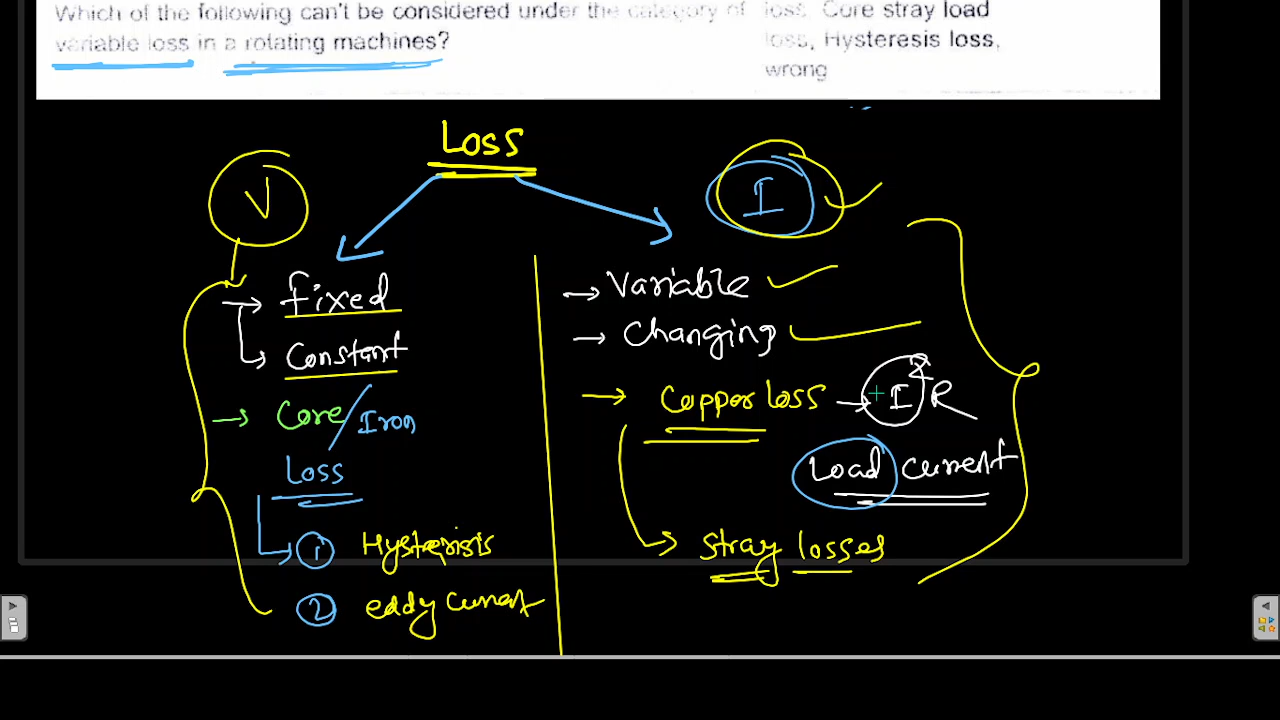 Which of the following can't be considered under the category of
variable loss in a rotating machines?
loss, Core stray load
loss, Hysteresis loss,
wrong
Loss
V
I
fixed
Constant
Core/Iron
Loss
1 Hysterisis
2 eddy current
Variable
Changing
Copper loss → I²R
Load current
stray losses